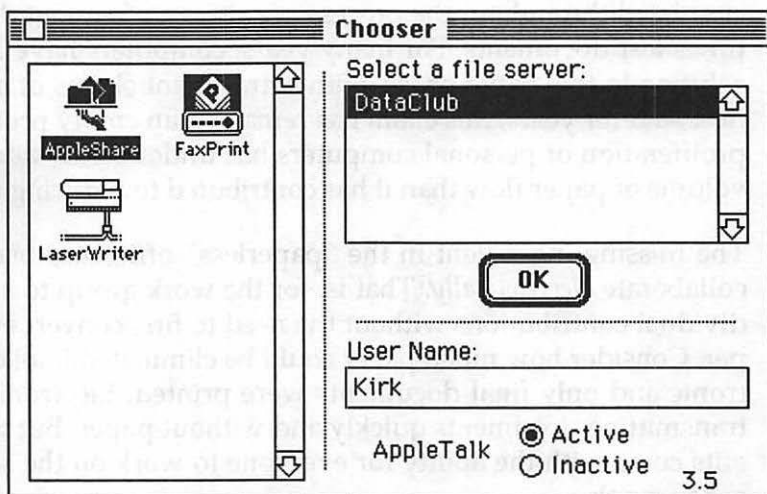 Chooser
AppleShare
FaxPrint
LaserWriter
Select a file server:
DataClub
OK
User Name:
Kirk
AppleTalk
Active
Inactive
3.5